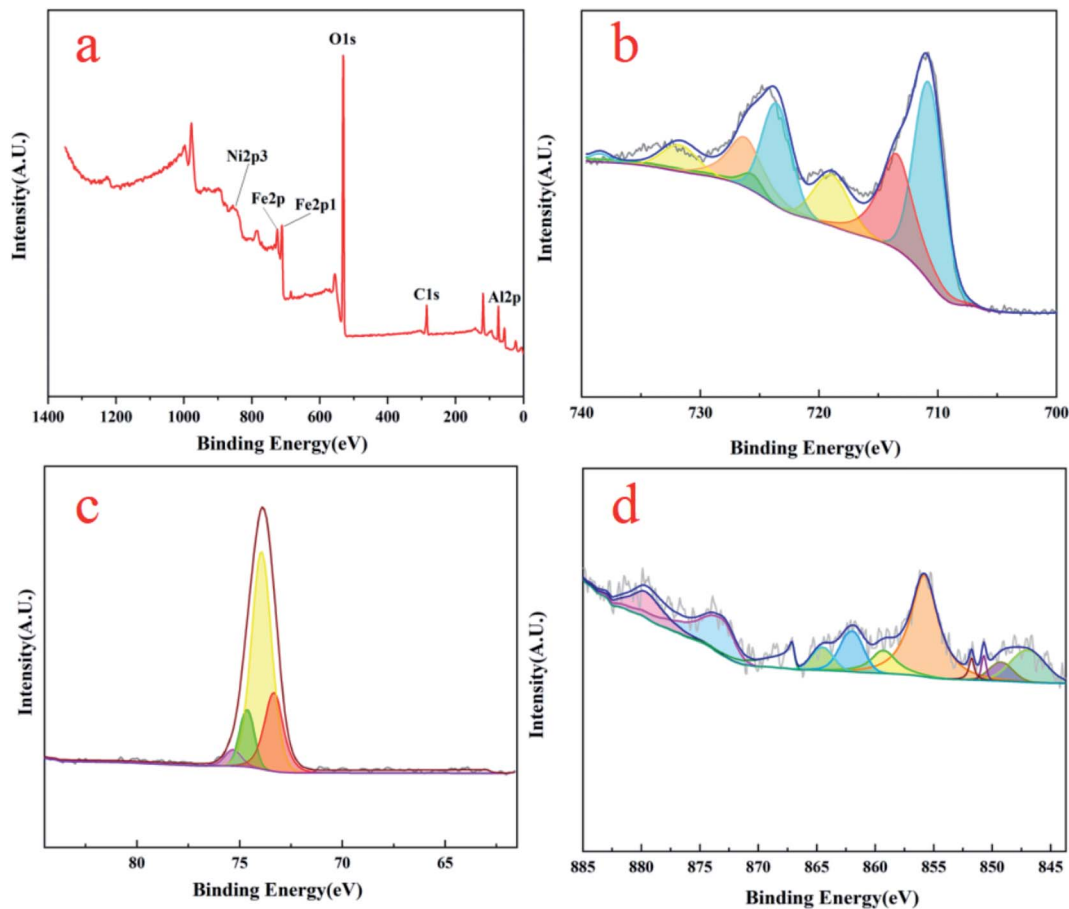 a
O1s
Ni2p3
Fe2p
Fe2p1
C1s
Al2p
Intensity(A.U.)
1400 1200 1000 800 600 400 200 0
Binding Energy(eV)
b
Intensity(A.U.)
740 730 720 710 700
Binding Energy(eV)
c
Intensity(A.U.)
80 75 70 65
Binding Energy(eV)
d
Intensity(A.U.)
885 880 875 870 865 860 855 850 845
Binding Energy(eV)